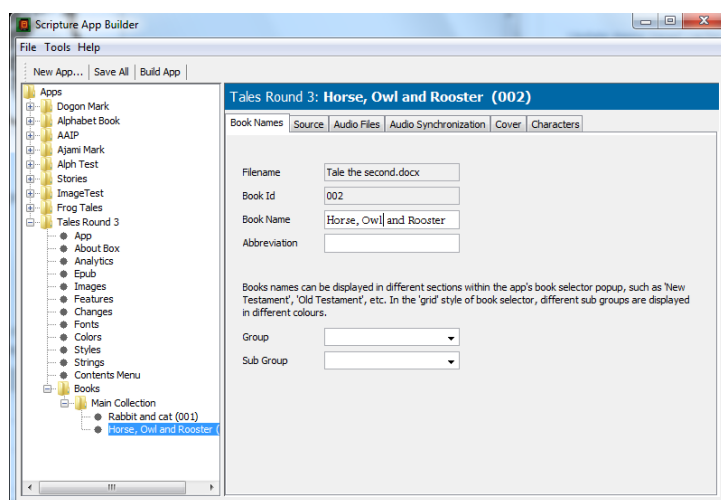 Scripture App Builder
File Tools Help
New App... Save All Build App
Apps
Dogon Mark
Alphabet Book
AAIP
Ajami Mark
Alph Test
Stories
ImageTest
Frog Tales
Tales Round 3
App
About Box
Analytics
Epub
Images
Features
Changes
Fonts
Colors
Styles
Strings
Contents Menu
Books
Main Collection
Rabbit and cat (001)
Horse, Owl and Rooster (
Tales Round 3: Horse, Owl and Rooster (002)
Book Names Source Audio Files Audio Synchronization Cover Characters
Filename Tale the second.docx
Book Id 002
Book Name Horse, Owl and Rooster
Abbreviation
Books names can be displayed in different sections within the app's book selector popup, such as 'New
Testament', 'Old Testament', etc. In the 'grid' style of book selector, different sub groups are displayed
in different colours.
Group
Sub Group